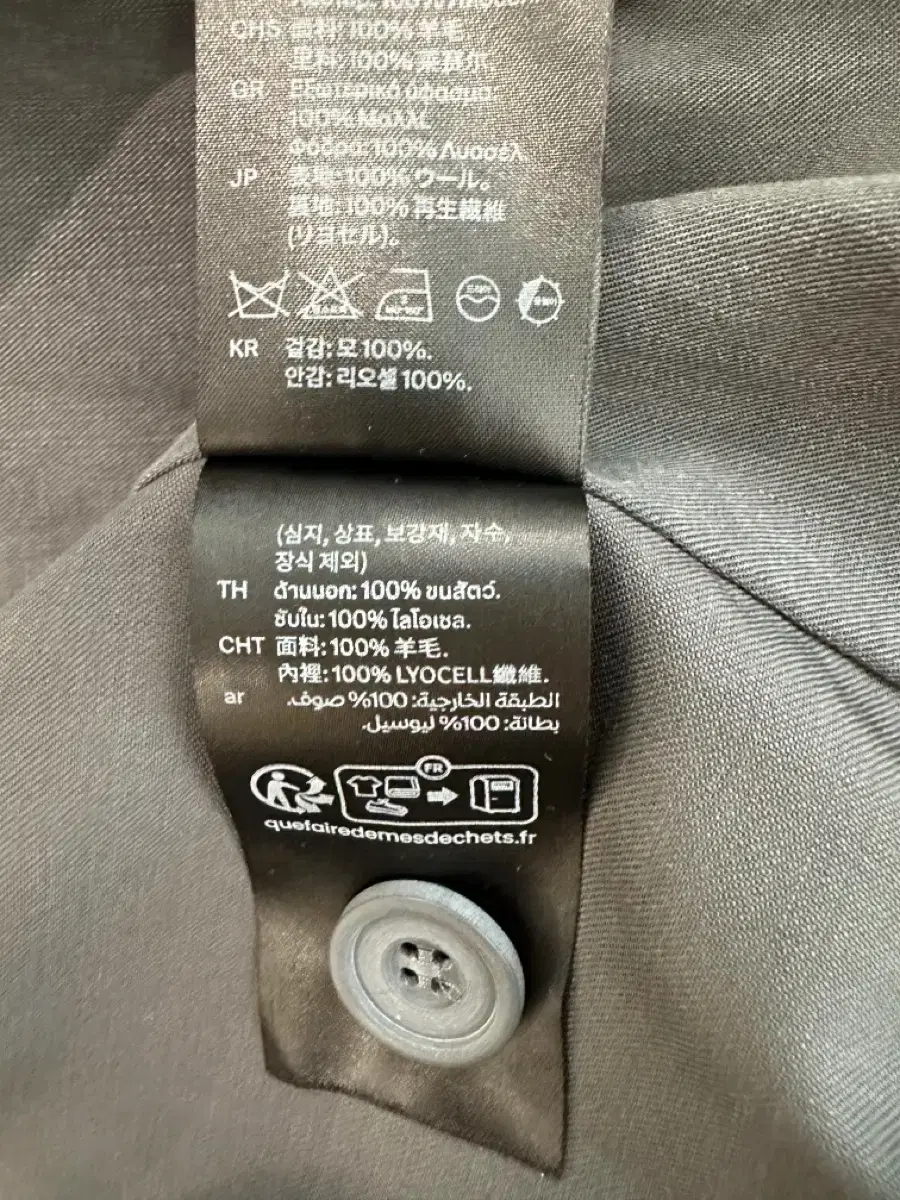 CHS 面料: 100% 羊毛
里料: 100% 莱赛尔
GR Εξωτερικό ύφασμα
100% Μαλλί
Φόδρα: 100% Λυοσέλ
JP 表地: 100% ウール。
裏地: 100% 再生繊維
(リヨセル)。
드라이
KR 겉감: 모 100%.
안감: 리오셀 100%.
(심지, 상표, 보강재, 자수,
장식 제외)
TH ด้านนอก: 100% ขนสัตว์.
ซับใน: 100% ไลโอเซล.
CHT 面料: 100% 羊毛.
內裡: 100% LYOCELL纖維.
ar الطبقة الخارجية: 100% صوف.
بطانة: 100% ليوسيل.
FR
quefairedemesdechets.fr